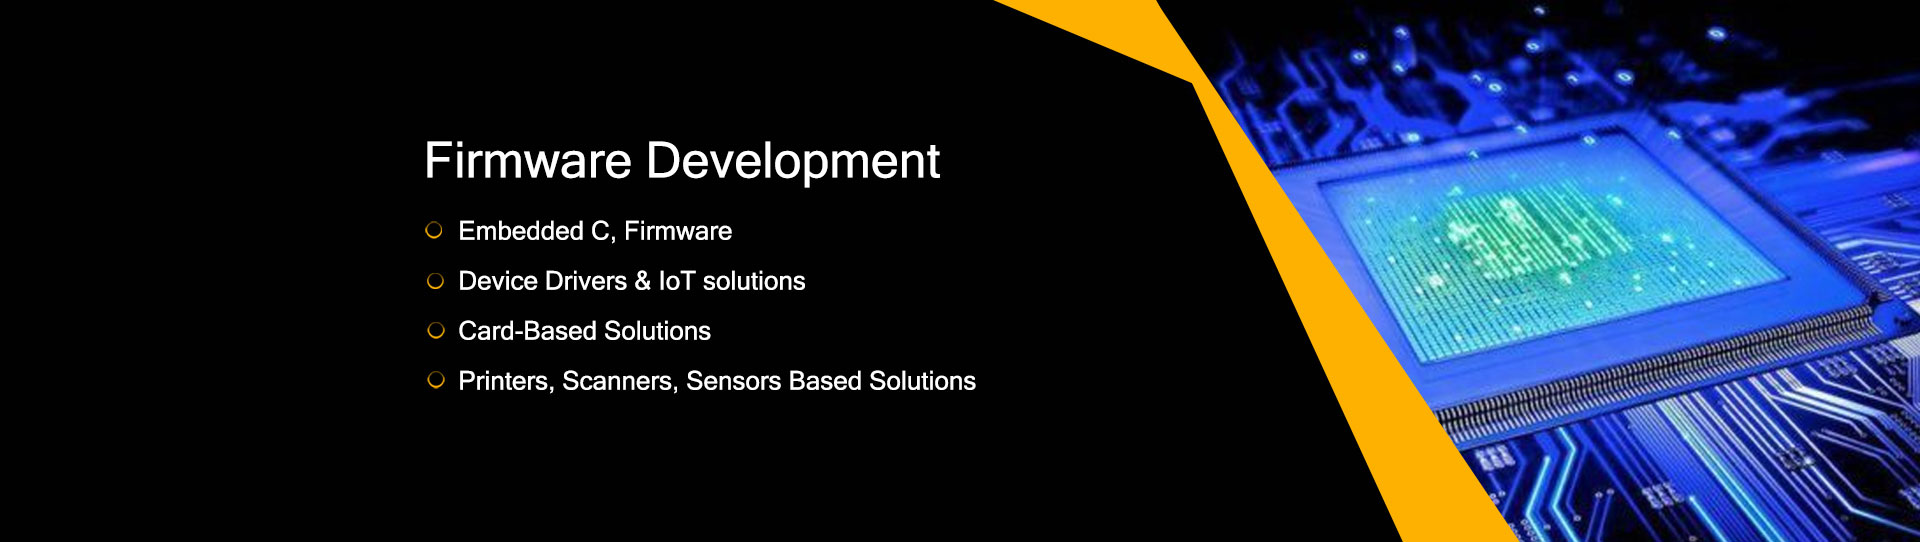 Firmware Development
Embedded C, Firmware
Device Drivers & IoT solutions
Card-Based Solutions
Printers, Scanners, Sensors Based Solutions